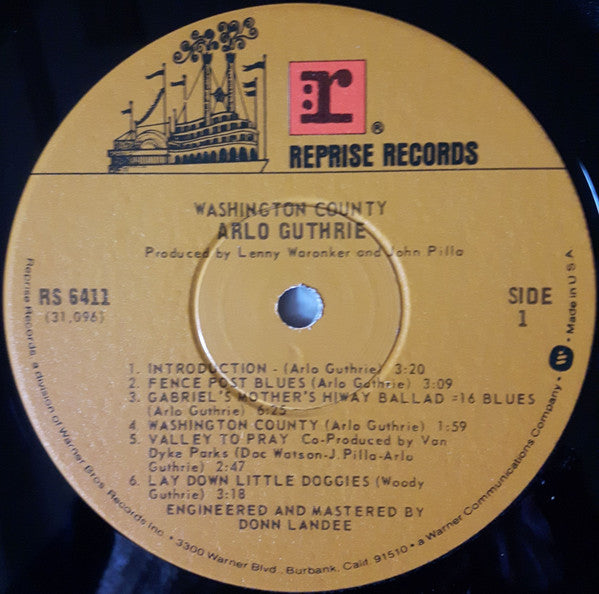 r
®
REPRISE RECORDS
WASHINGTON COUNTY
ARLO GUTHRIE
Produced by Lenny Waronker and John Pilla
RS 6411
(31,096)
SIDE
1
1. INTRODUCTION - (Arlo Guthrie) 3:20
2. FENCE POST BLUES (Arlo Guthrie) 3:09
3. GABRIEL'S MOTHER'S HIWAY BALLAD =16 BLUES
(Arlo Guthrie) 6:25
4 WASHINGTON COUNTY (Arlo Guthrie) 1:59
5. VALLEY TO PRAY Co-Produced by Van
Dyke Parks (Doc Watson-J.Pilla-Arlo
Guthrie) 2:47
6. LAY DOWN LITTLE DOGGIES (Woody
Guthrie) 3:18
ENGINEERED AND MASTERED BY
DONN LANDEE
Reprise Records, a division of Warner Bros. Records Inc. • 3300 Warner Blvd., Burbank, Calif. 91510 • a Warner Communications Company • W • Made in U.S.A.